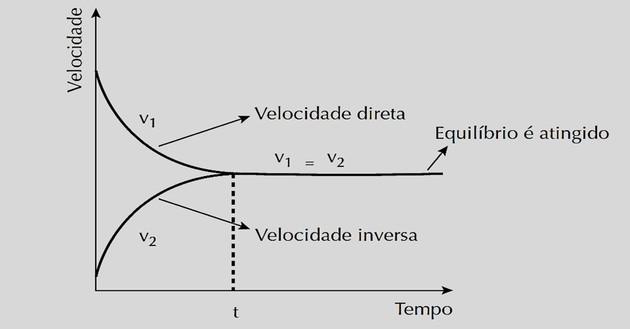 Velocidade
v1
Velocidade direta
Equilíbrio é atingido
v1 = v2
v2
Velocidade inversa
t
Tempo